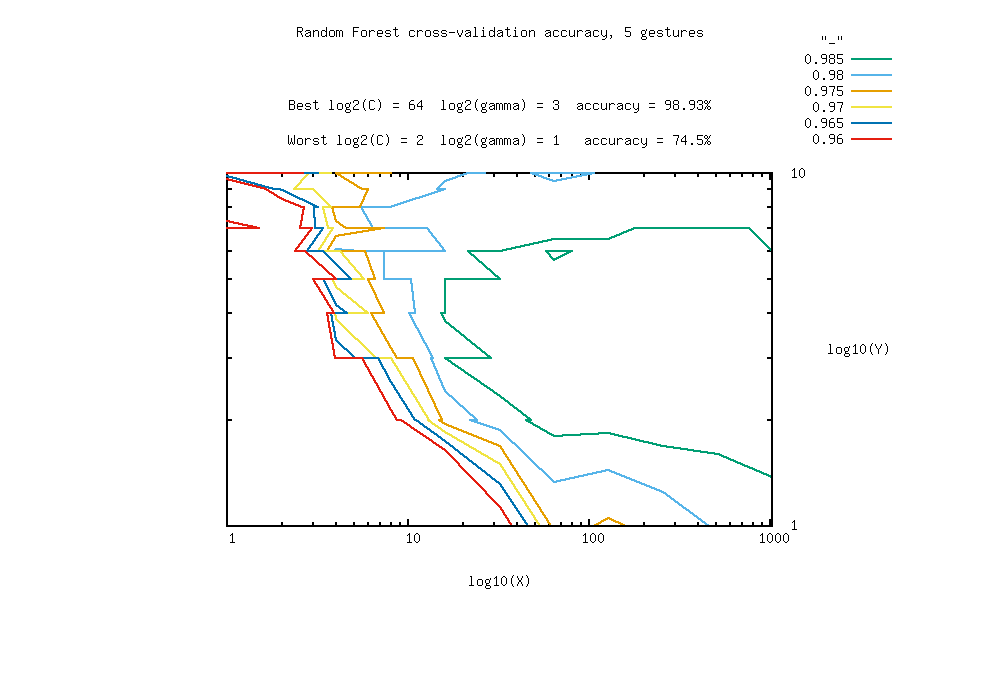 Random Forest cross-validation accuracy, 5 gestures
"_"
0.985
0.98
0.975
0.97
0.965
0.96
Best log2(C) = 64  log2(gamma) = 3  accuracy = 98.93%
Worst log2(C) = 2  log2(gamma) = 1   accuracy = 74.5%
10
log10(Y)
1
1 10 100 1000
log10(X)